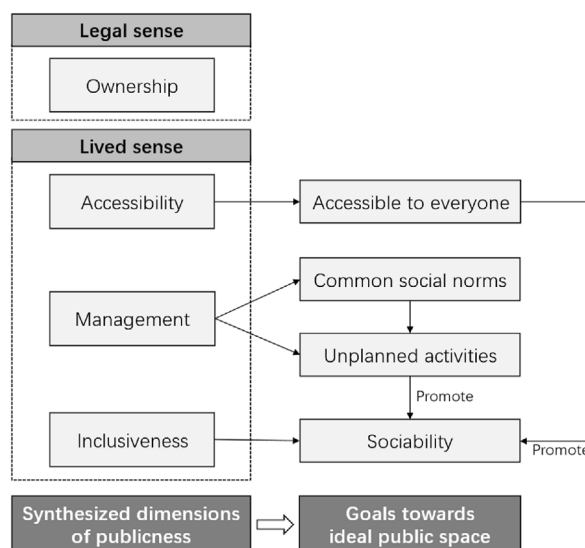 Legal sense
Ownership
Lived sense
Accessibility
Accessible to everyone
Common social norms
Management
Unplanned activities
Promote
Inclusiveness
Sociability
Promote
Synthesized dimensions
of publicness
Goals towards
ideal public space